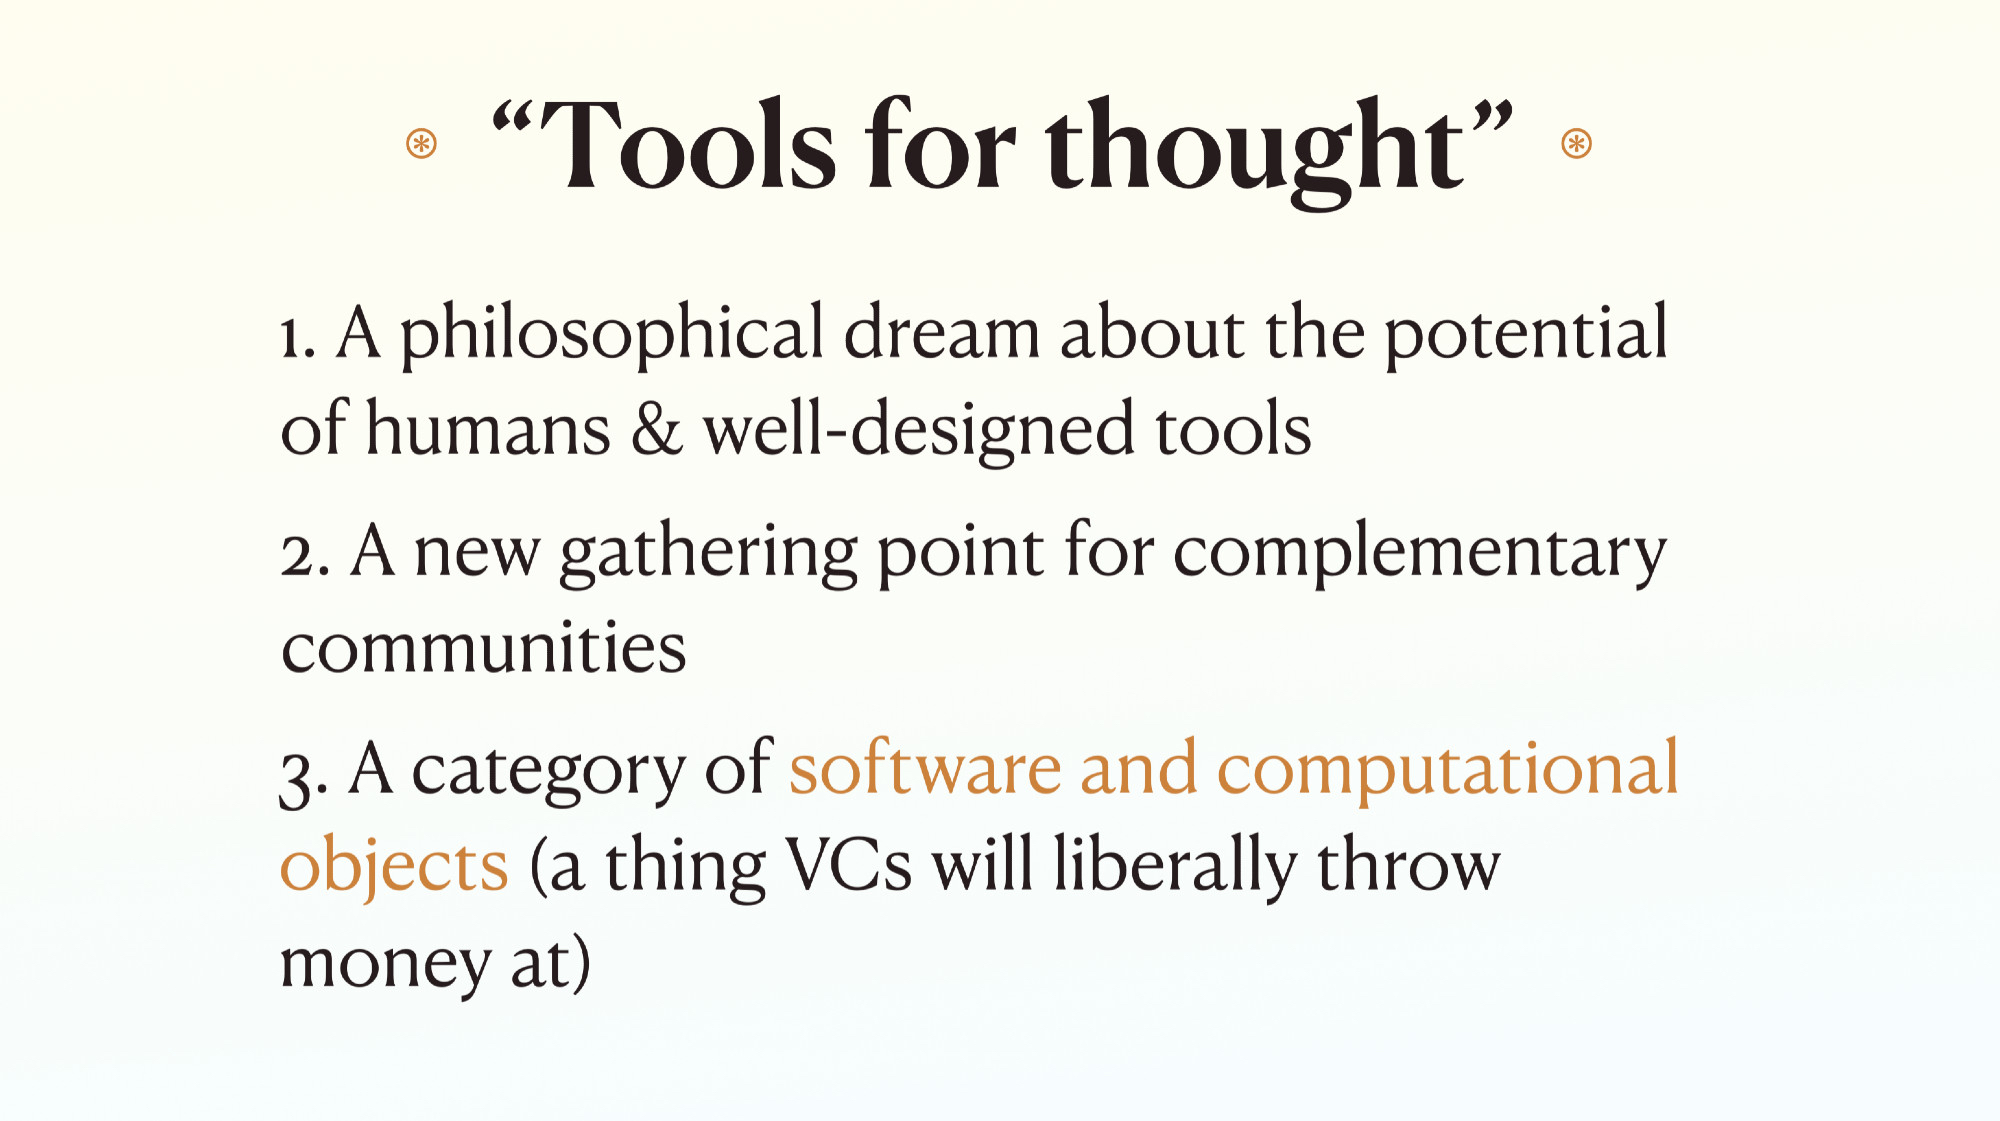 “Tools for thought”
1. A philosophical dream about the potential
of humans & well-designed tools
2. A new gathering point for complementary
communities
3. A category of software and computational
objects (a thing VCs will liberally throw
money at)